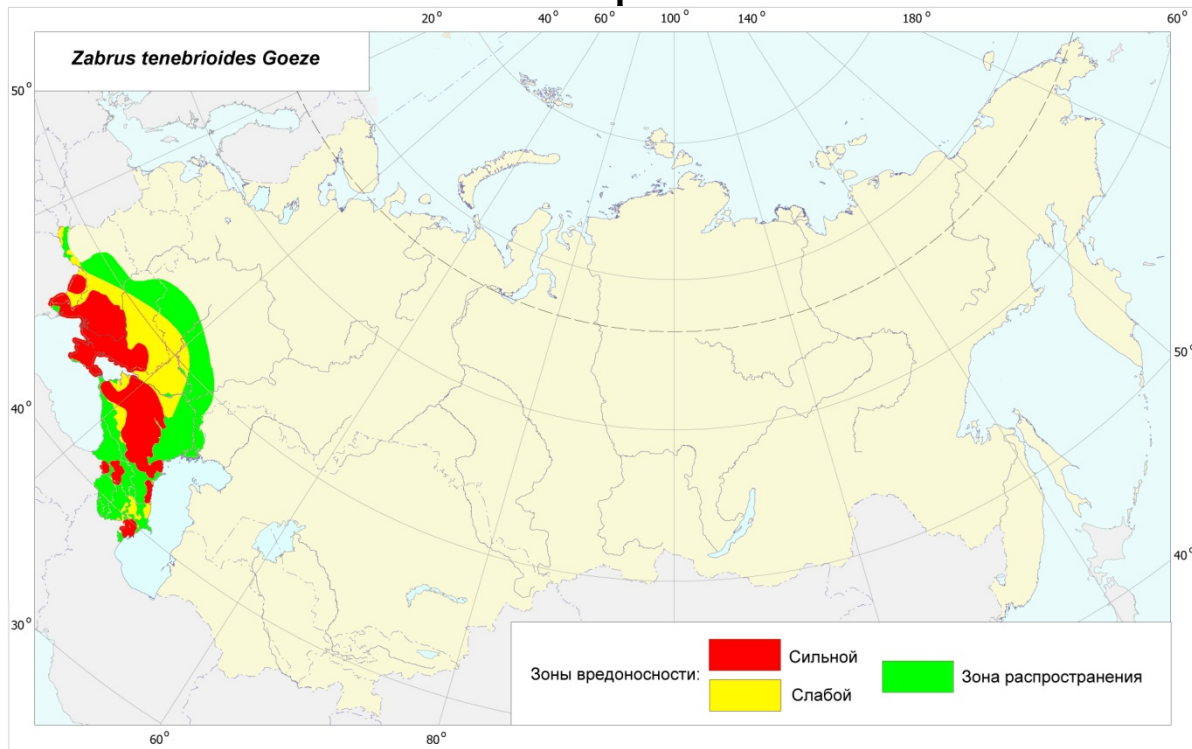 20° 40° 60° 100° 140° 180° 60°
Zabrus tenebrioides Goeze
50°
40°
30°
50°
40°
60° 80°
Зоны вредоносности:
Сильной
Слабой
Зона распространения